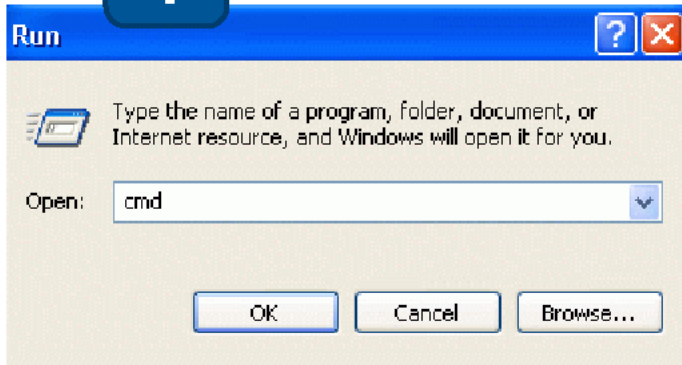 Run
Type the name of a program, folder, document, or
Internet resource, and Windows will open it for you.
Open: cmd
OK Cancel Browse...